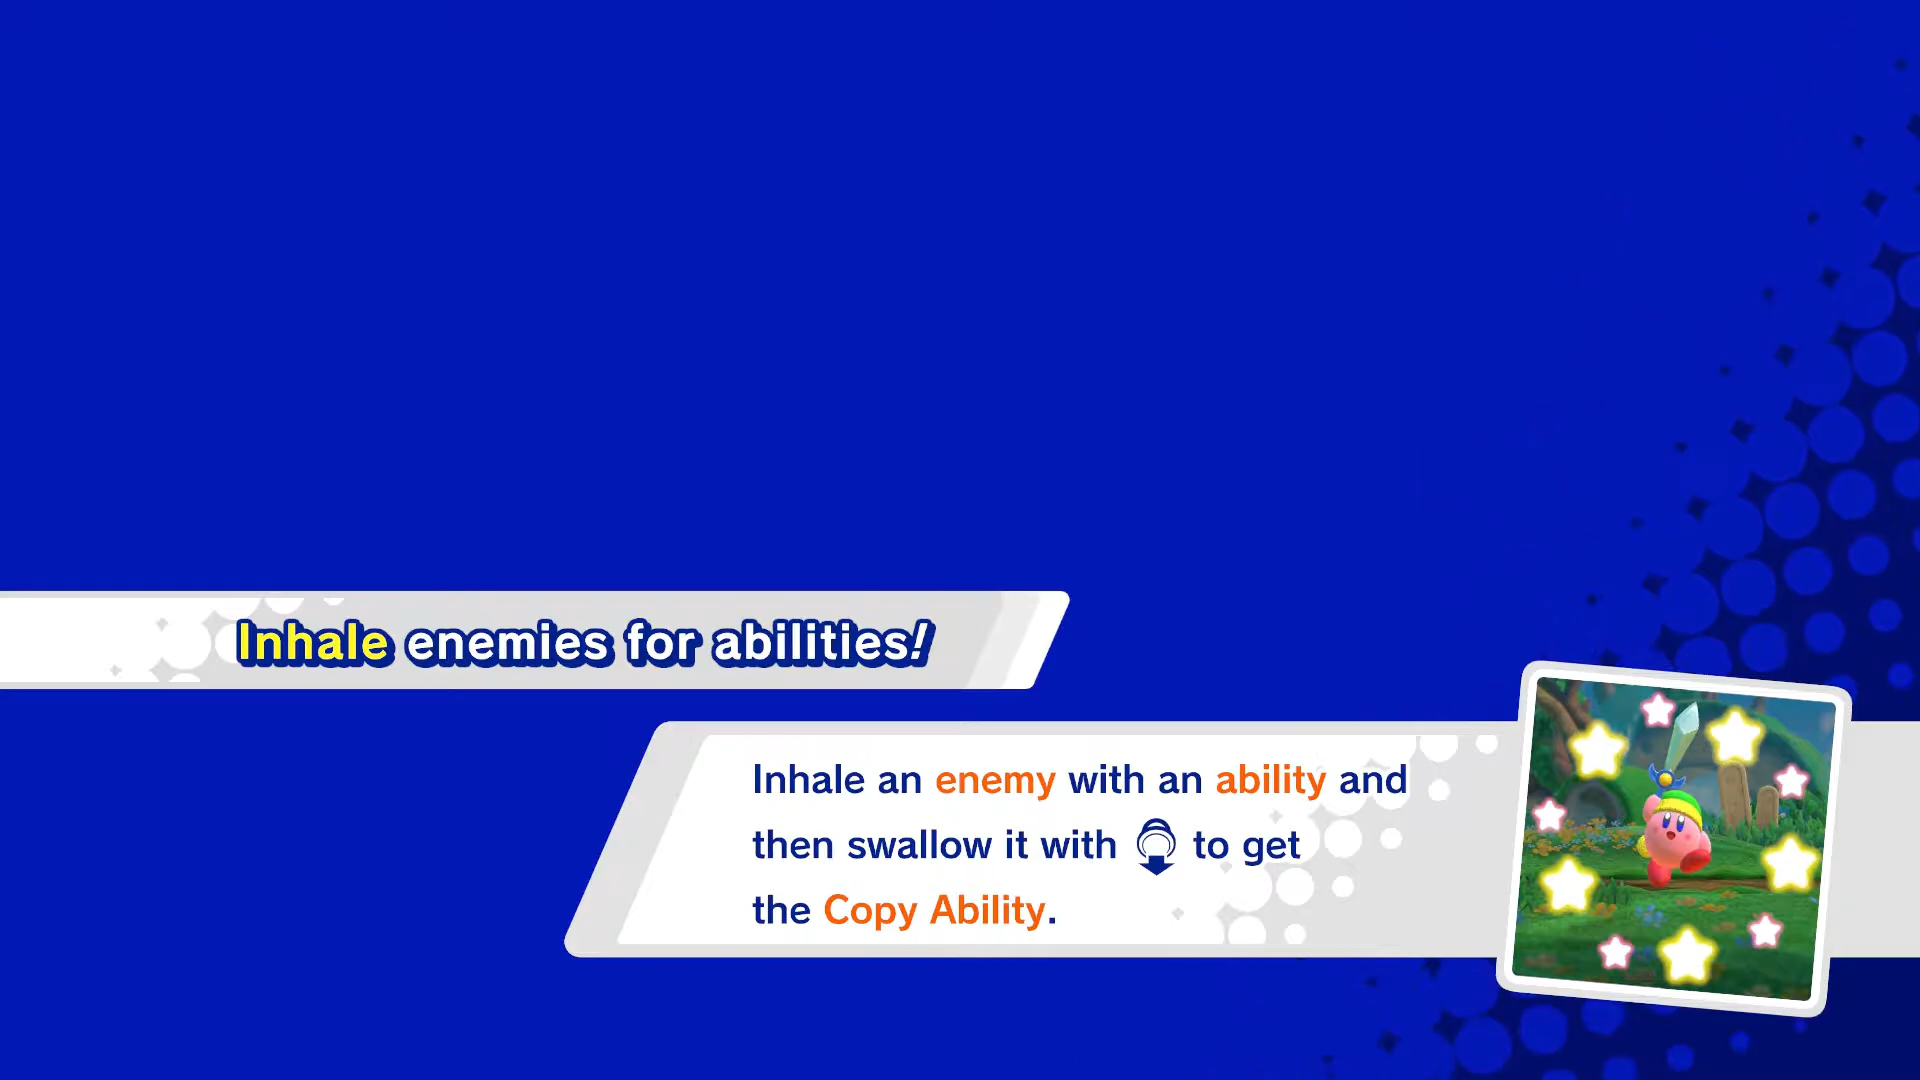 Inhale enemies for abilities!
Inhale an enemy with an ability and
then swallow it with to get
the Copy Ability.